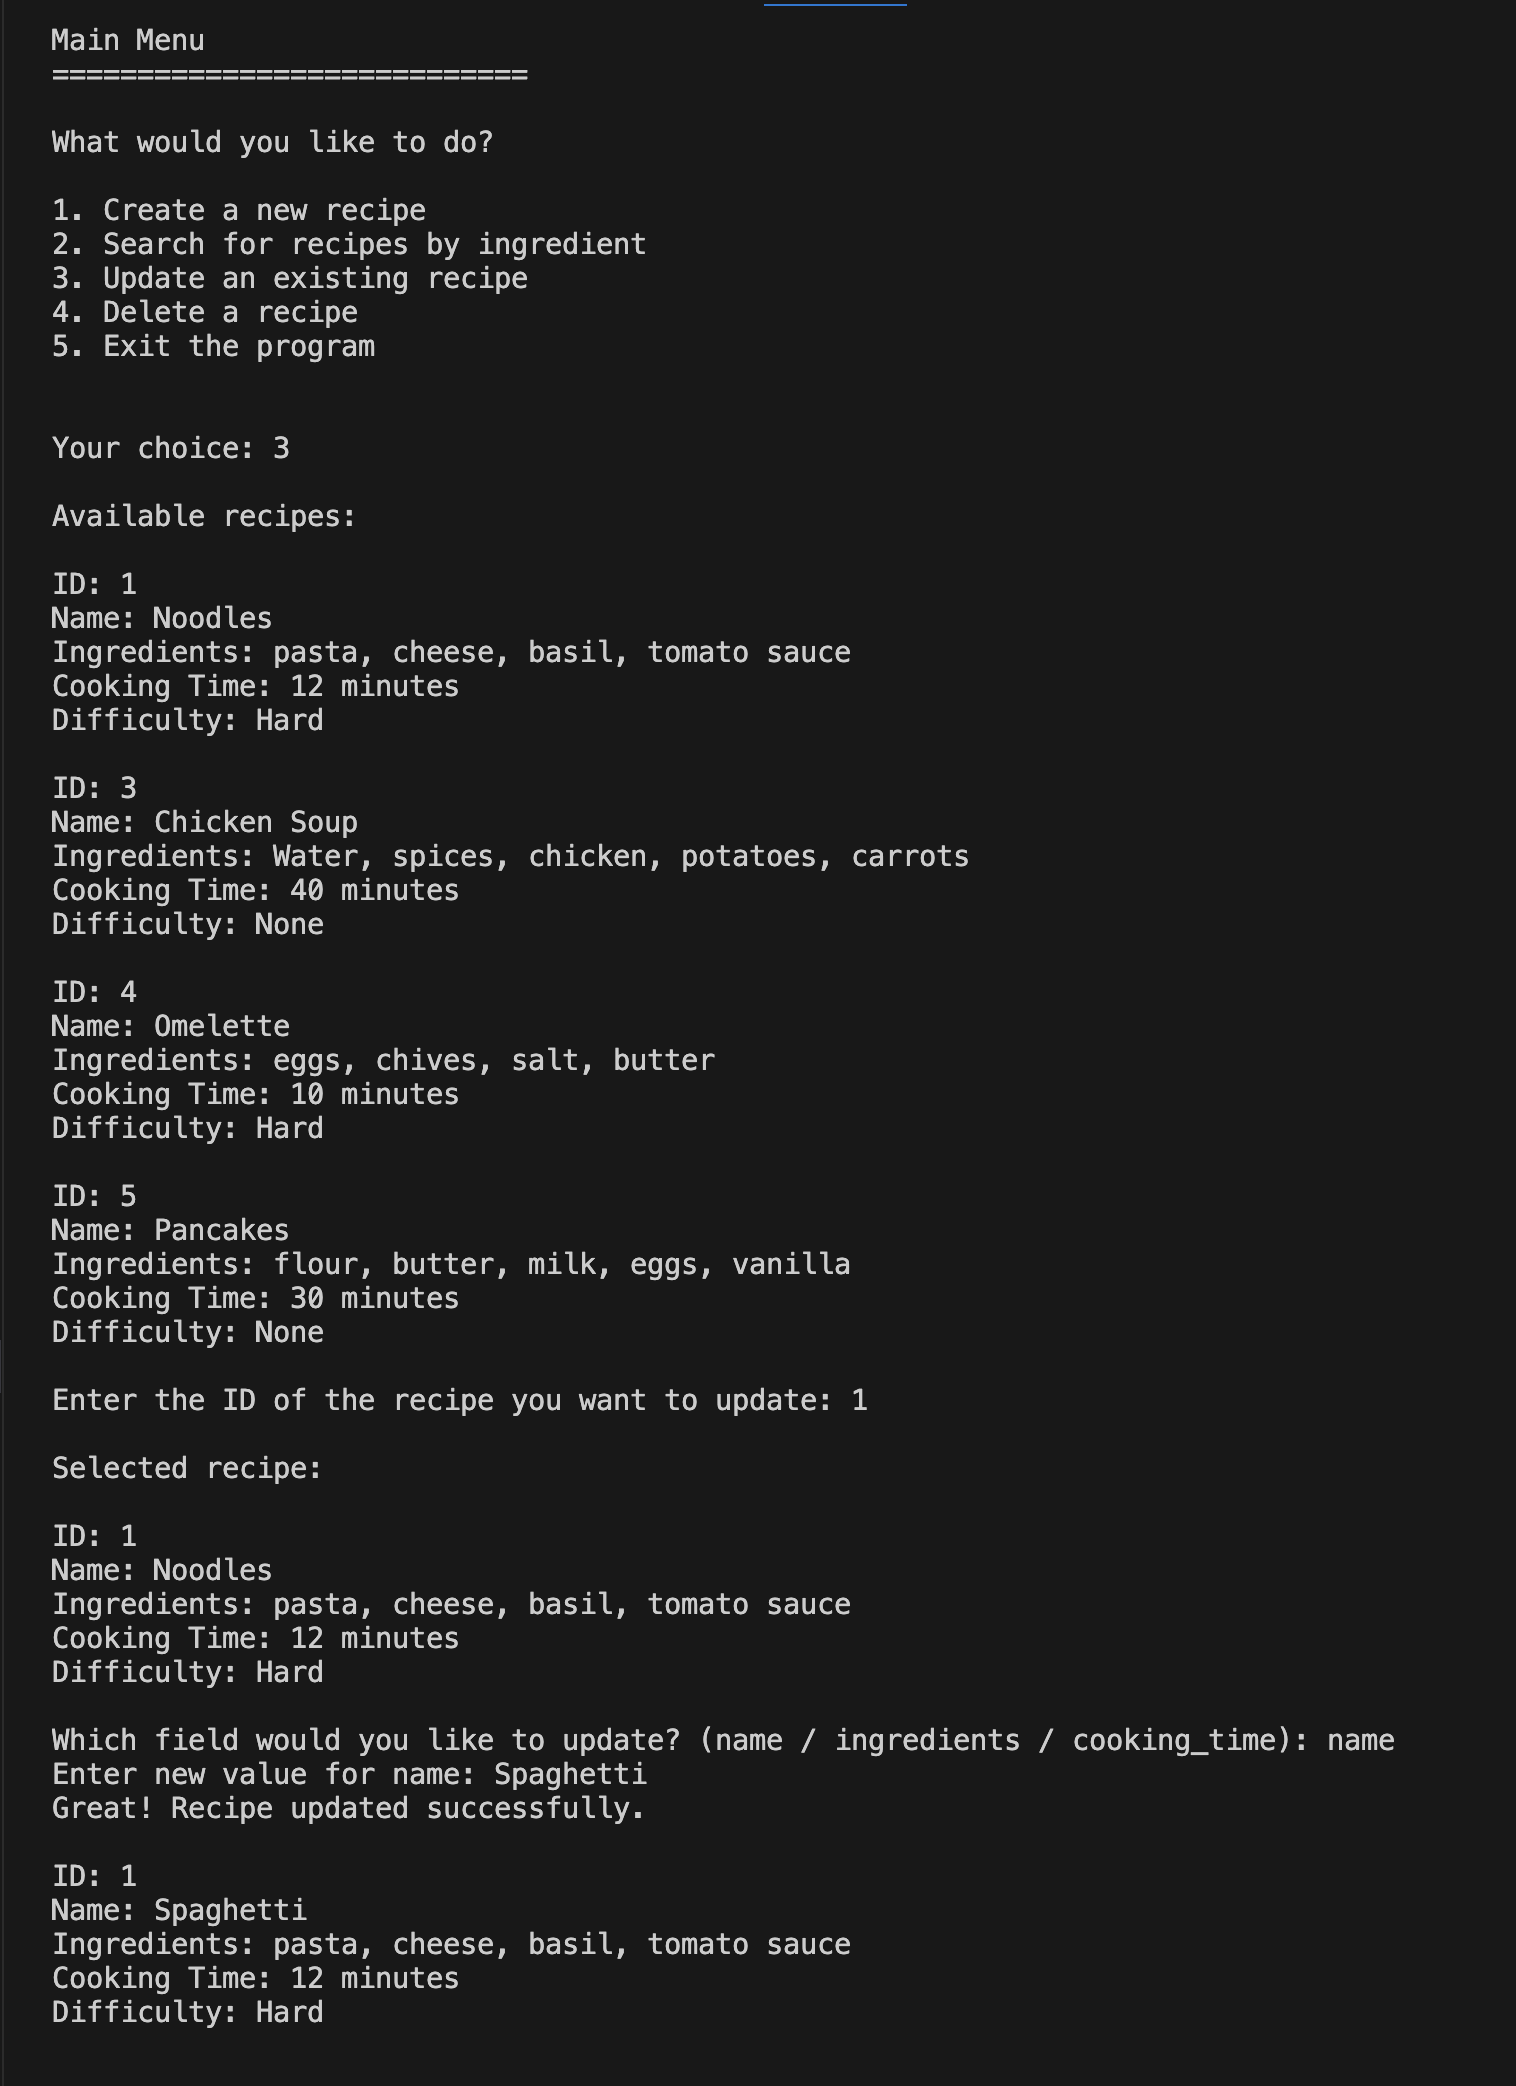 Main Menu
============================
What would you like to do?
1. Create a new recipe
2. Search for recipes by ingredient
3. Update an existing recipe
4. Delete a recipe
5. Exit the program
Your choice: 3
Available recipes:
ID: 1
Name: Noodles
Ingredients: pasta, cheese, basil, tomato sauce
Cooking Time: 12 minutes
Difficulty: Hard
ID: 3
Name: Chicken Soup
Ingredients: Water, spices, chicken, potatoes, carrots
Cooking Time: 40 minutes
Difficulty: None
ID: 4
Name: Omelette
Ingredients: eggs, chives, salt, butter
Cooking Time: 10 minutes
Difficulty: Hard
ID: 5
Name: Pancakes
Ingredients: flour, butter, milk, eggs, vanilla
Cooking Time: 30 minutes
Difficulty: None
Enter the ID of the recipe you want to update: 1
Selected recipe:
ID: 1
Name: Noodles
Ingredients: pasta, cheese, basil, tomato sauce
Cooking Time: 12 minutes
Difficulty: Hard
Which field would you like to update? (name / ingredients / cooking_time): name
Enter new value for name: Spaghetti
Great! Recipe updated successfully.
ID: 1
Name: Spaghetti
Ingredients: pasta, cheese, basil, tomato sauce
Cooking Time: 12 minutes
Difficulty: Hard